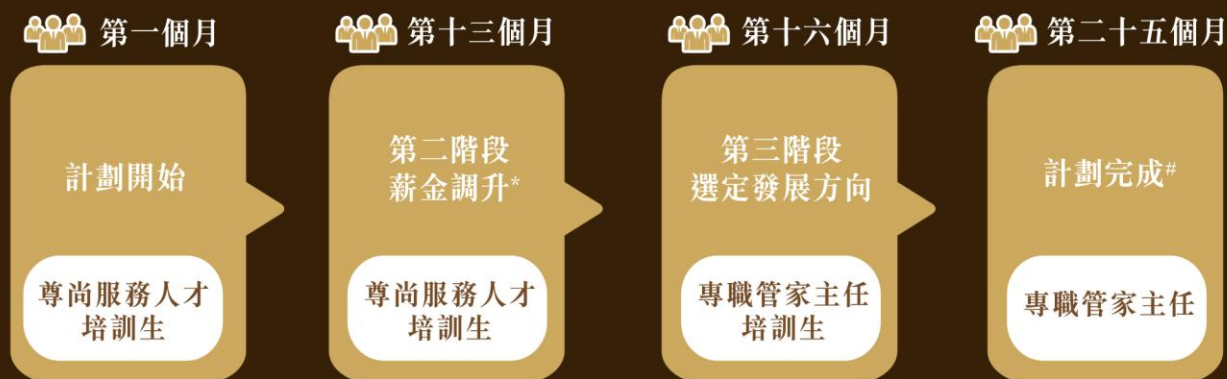 第一個月
計劃開始
尊尚服務人才
培訓生
第十三個月
第二階段
薪金調升*
尊尚服務人才
培訓生
第十六個月
第三階段
選定發展方向
專職管家主任
培訓生
第二十五個月
計劃完成#
專職管家主任